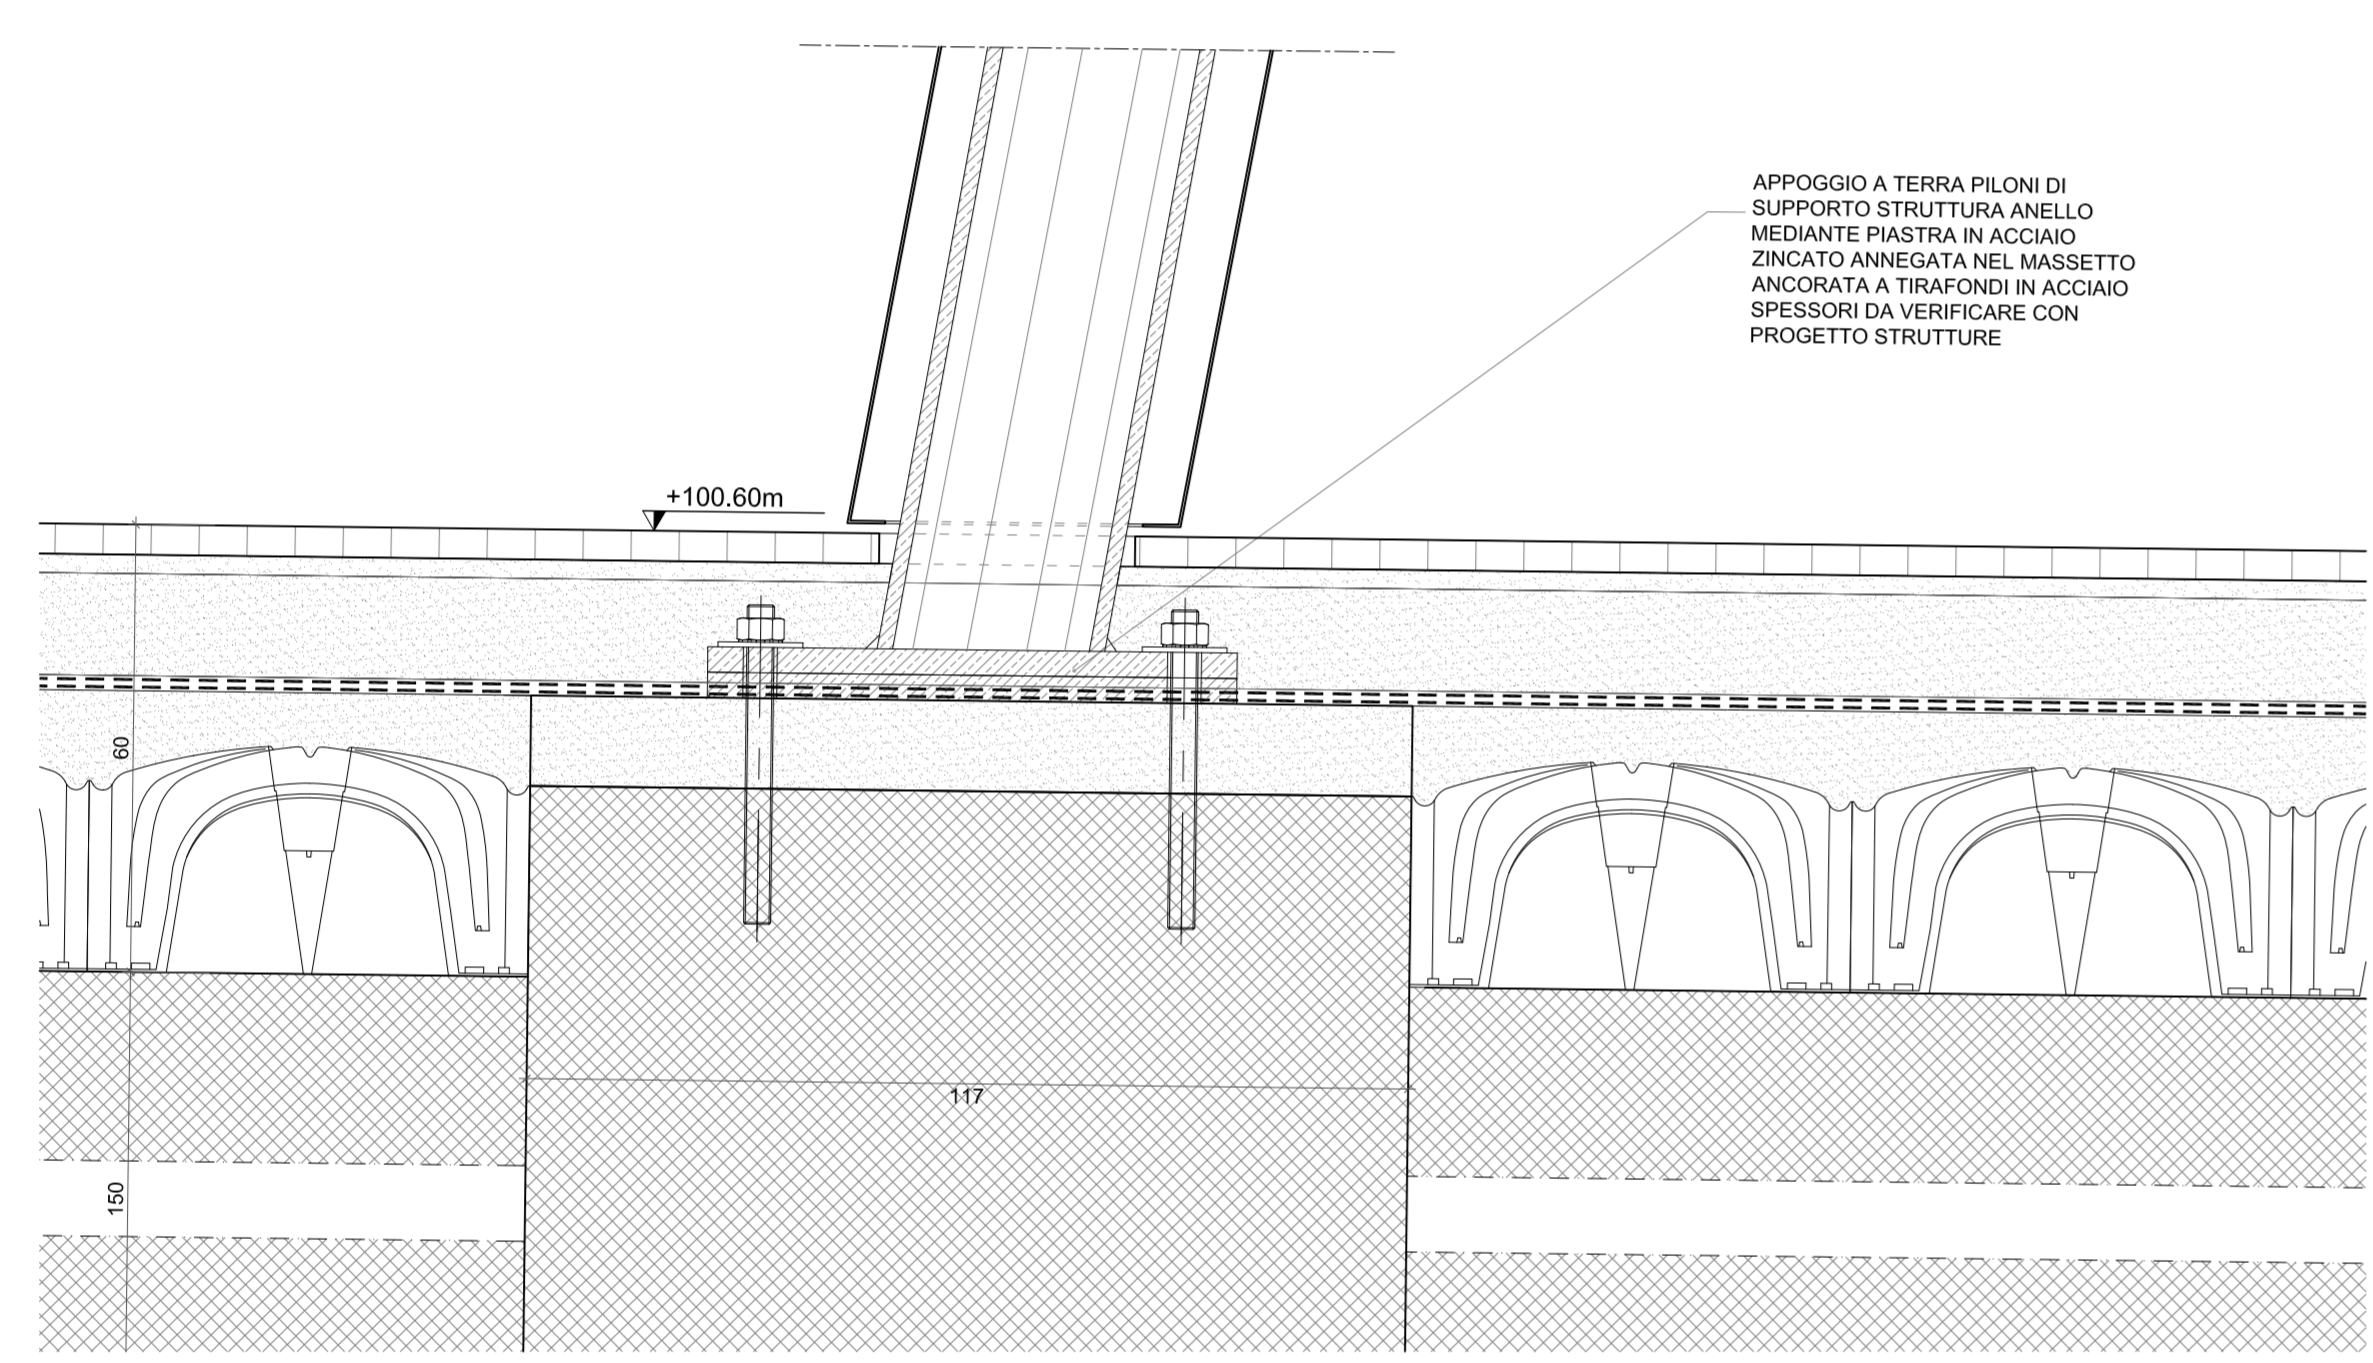 APPOGGIO A TERRA PILONI DI
SUPPORTO STRUTTURA ANELLO
MEDIANTE PIASTRA IN ACCIAIO
ZINCATO ANNEGATA NEL MASSETTO
ANCORATA A TIRAFONDI IN ACCIAIO
SPESSORI DA VERIFICARE CON
PROGETTO STRUTTURE
+100.60m
60
117
150